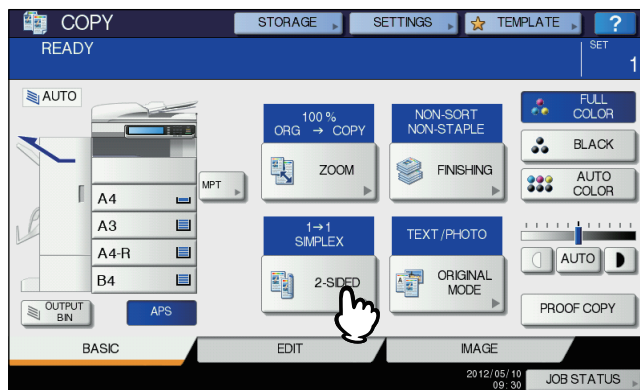 COPY
STORAGE
SETTINGS
TEMPLATE
?
READY
SET
1
AUTO
MPT
A4
A3
A4-R
B4
OUTPUT
BIN
APS
100 %
ORG → COPY
ZOOM
NON-SORT
NON-STAPLE
FINISHING
1→1
SIMPLEX
2-SIDED
TEXT/PHOTO
ORIGINAL
MODE
FULL
COLOR
BLACK
AUTO
COLOR
AUTO
PROOF COPY
BASIC
EDIT
IMAGE
2012/05/10
09:30
JOB STATUS